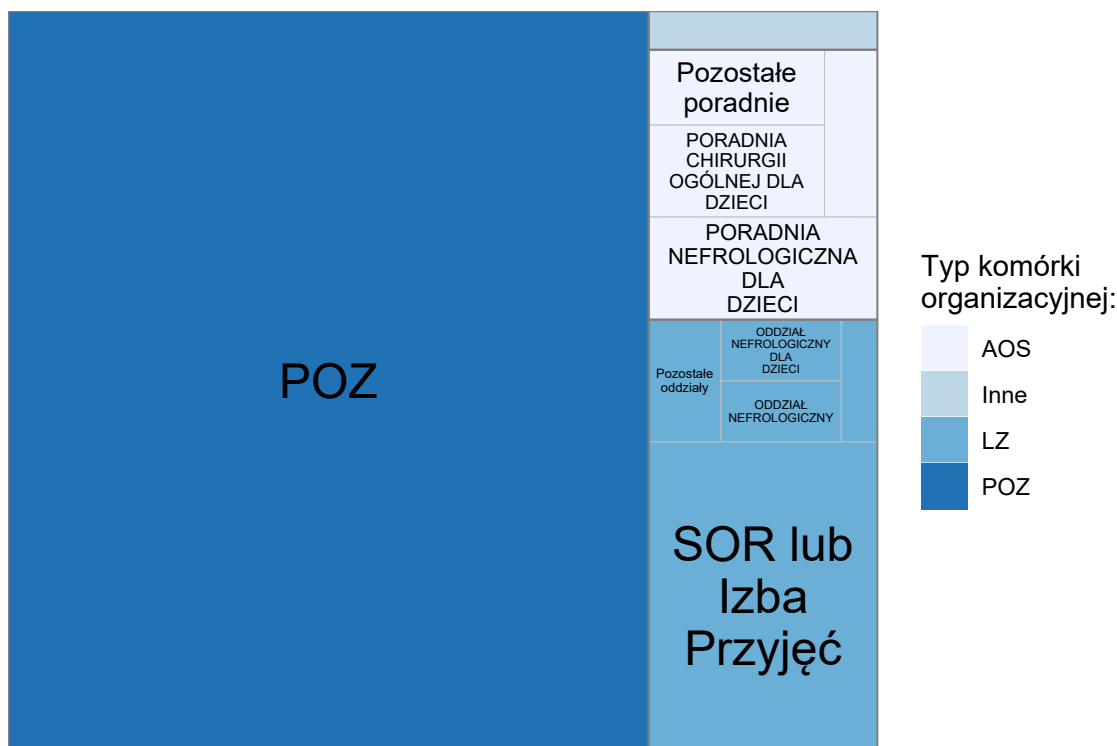 POZ
Pozostałe
poradnie
PORADNIA
CHIRURGII
OGÓLNEJ DLA
DZIECI
PORADNIA
NEFROLOGICZNA
DLA
DZIECI
Pozostałe
oddziały
ODDZIAŁ
NEFROLOGICZNY
DLA
DZIECI
ODDZIAŁ
NEFROLOGICZNY
SOR lub
Izba
Przyjęć
Typ komórki
organizacyjnej:
AOS
Inne
LZ
POZ